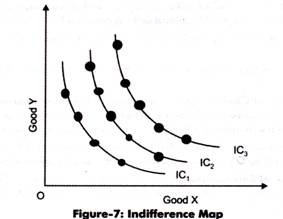 Good Y
IC₃
IC₂
IC₁
O
Good X
Figure-7: Indifference Map